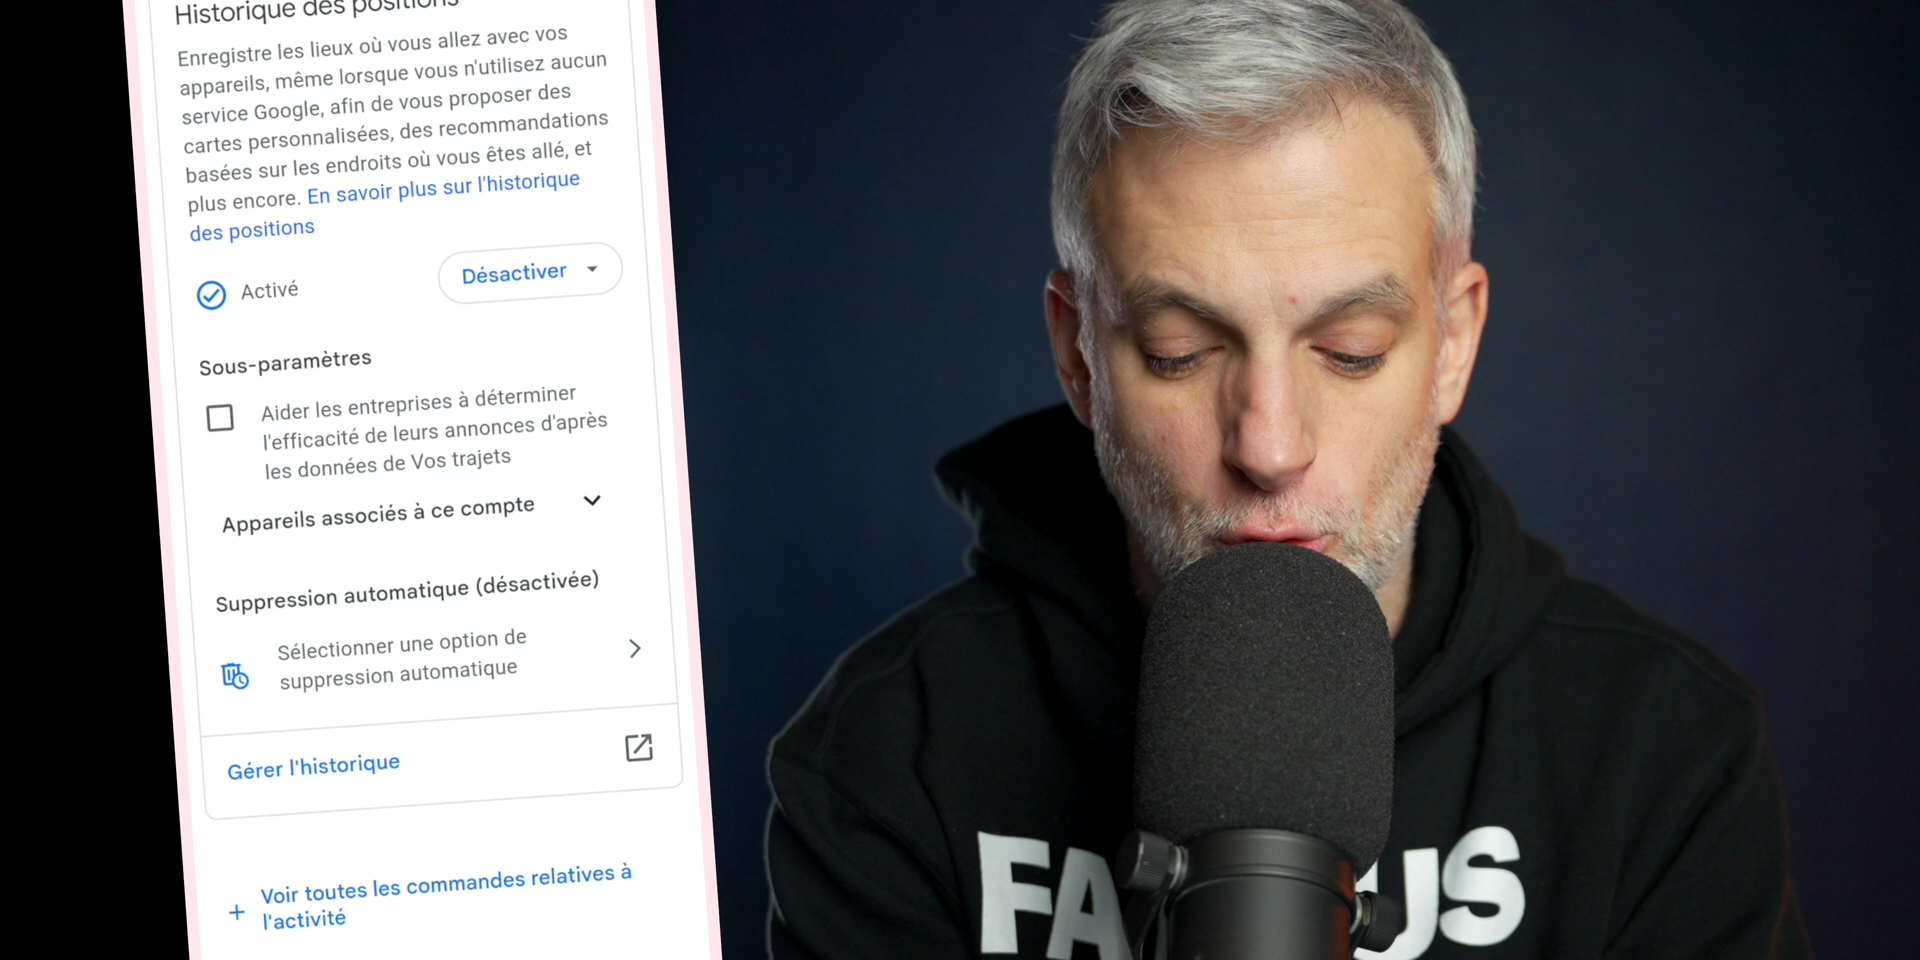 Historique des positions
Enregistre les lieux où vous allez avec vos
appareils, même lorsque vous n'utilisez aucun
service Google, afin de vous proposer des
cartes personnalisées, des recommandations
basées sur les endroits où vous êtes allé, et
plus encore. En savoir plus sur l'historique
des positions
Activé
Désactiver
Sous-paramètres
Aider les entreprises à déterminer
l'efficacité de leurs annonces d'après
les données de Vos trajets
Appareils associés à ce compte
Suppression automatique (désactivée)
Sélectionner une option de
suppression automatique
Gérer l'historique
+ Voir toutes les commandes relatives à
l'activité